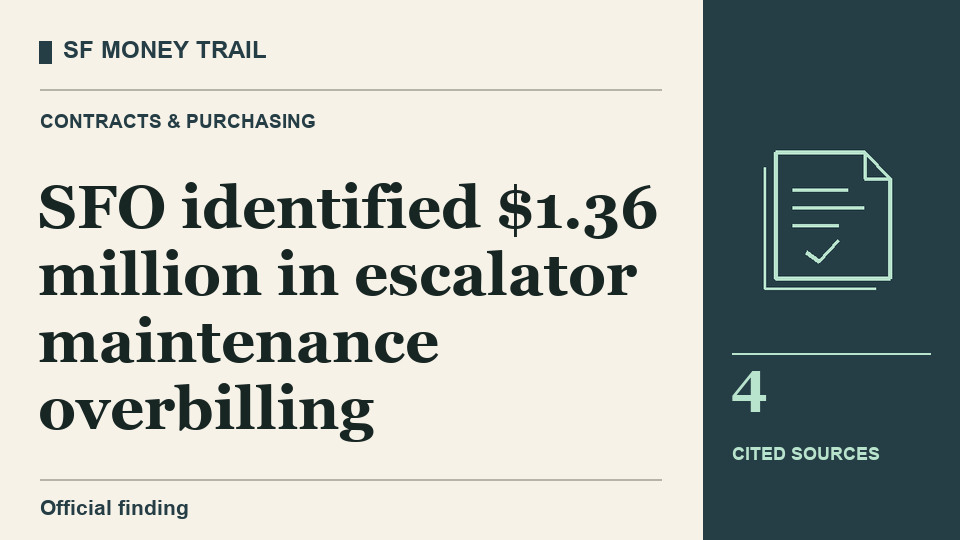 SF MONEY TRAIL
CONTRACTS & PURCHASING
SFO identified $1.36
million in escalator
maintenance
overbilling
Official finding
4
CITED SOURCES